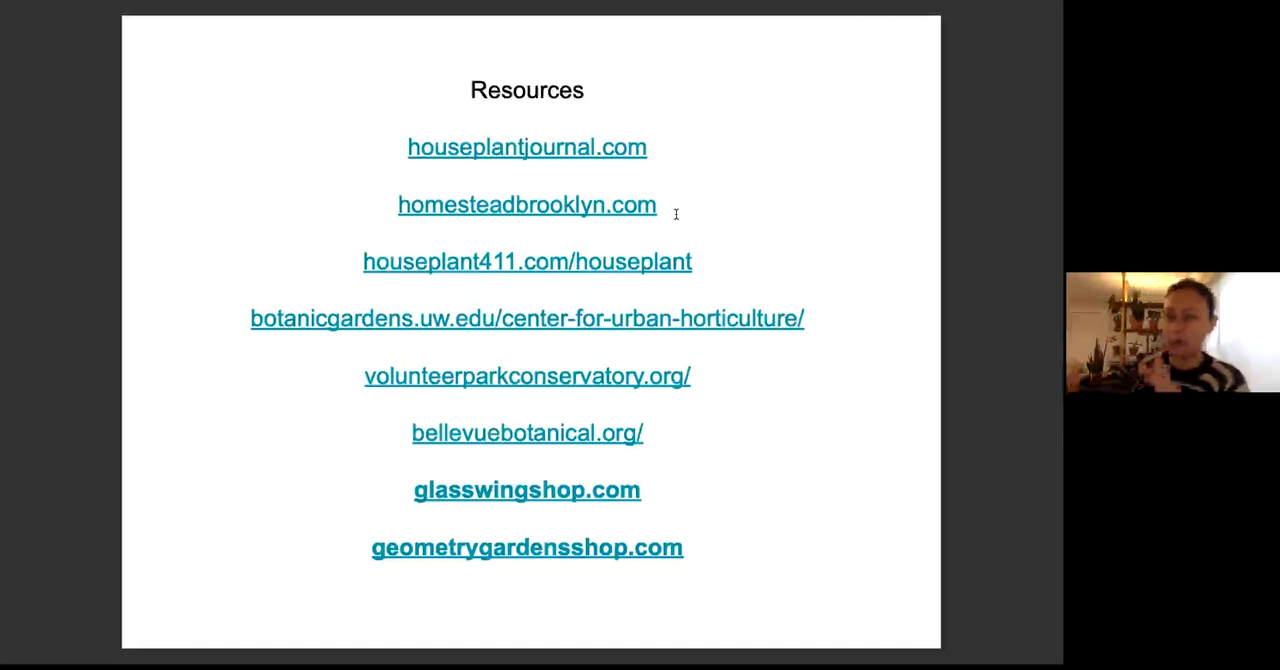 Resources
houseplantjournal.com
homesteadbrooklyn.com
houseplant411.com/houseplant
botanicgardens.uw.edu/center-for-urban-horticulture/
volunteerparkconservatory.org/
bellevuebotanical.org/
glasswingshop.com
geometrygardensshop.com